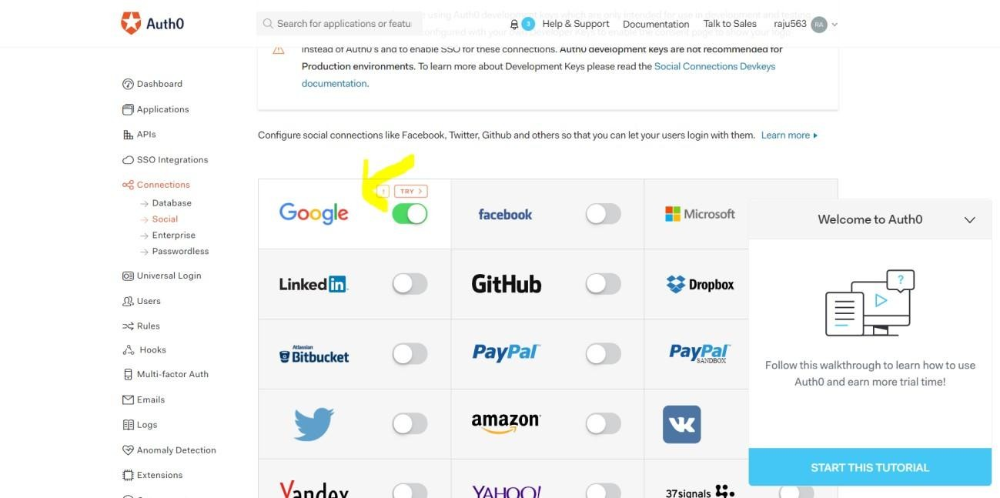 Auth0
Search for applications or featu
3
Help & Support
Documentation
Talk to Sales
raju563
RA
using Auth0 development keys which are only intended for use in development and testing
configured with your own Developer Keys to enable the consent page to show your logo
instead of Auth0's and to enable SSO for these connections. Auth0 development keys are not recommended for
Production environments. To learn more about Development Keys please read the Social Connections Devkeys
documentation.
Configure social connections like Facebook, Twitter, Github and others so that you can let your users login with them. Learn more
Dashboard
Applications
APIs
SSO Integrations
Connections
Database
Social
Enterprise
Passwordless
Universal Login
Users
Rules
Hooks
Multi-factor Auth
Emails
Logs
Anomaly Detection
Extensions
! TRY
Google
facebook
Microsoft
LinkedIn
GitHub
Dropbox
Atlassian
Bitbucket
PayPal
PayPal
SANDBOX
amazon
VK
Yandex
YAHOO!
37signals
Welcome to Auth0
?
Follow this walkthrough to learn how to use
Auth0 and earn more trial time!
START THIS TUTORIAL